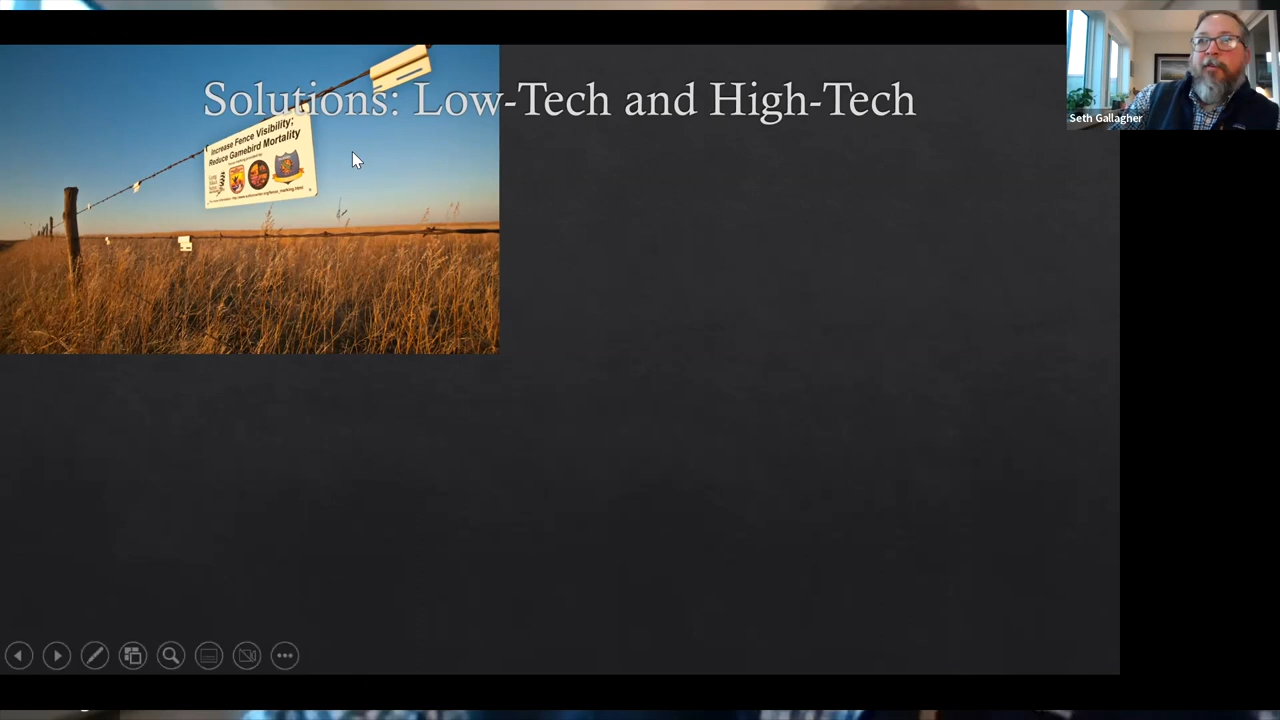 Solutions: Low-Tech and High-Tech
Increase Fence Visibility;
Reduce Gamebird Mortality
Seth Gallagher